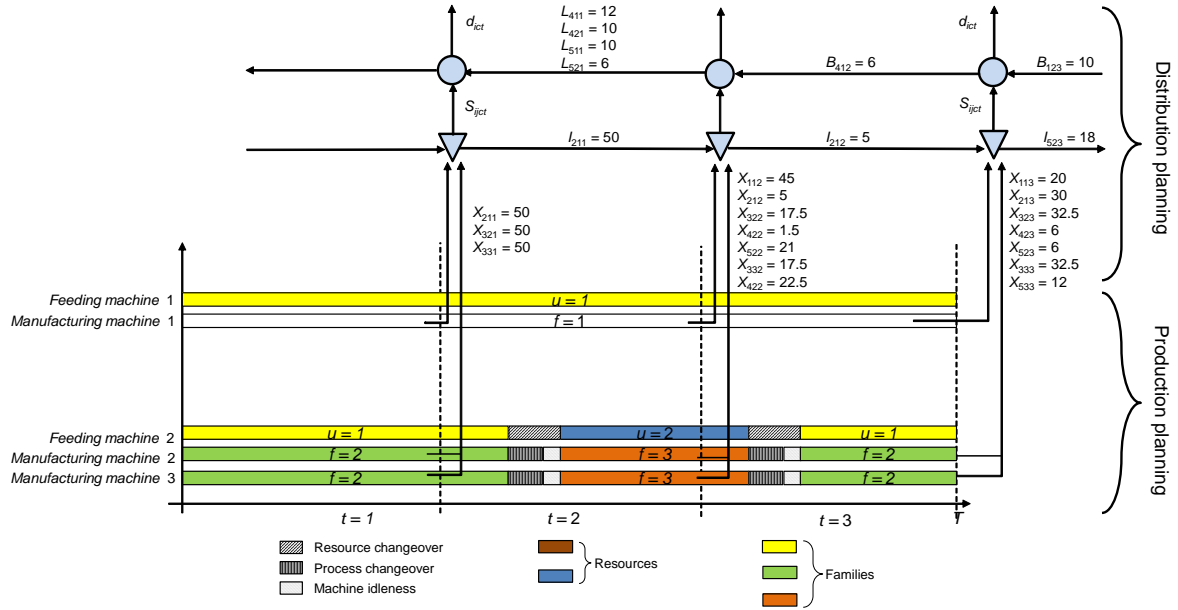 d_ict
L_411 = 12
L_421 = 10
L_511 = 10
L_521 = 6
d_ict
B_412 = 6
B_123 = 10
S_ijct
S_ijct
I_211 = 50
I_212 = 5
I_523 = 18
Distribution planning
X_211 = 50
X_321 = 50
X_331 = 50
X_112 = 45
X_212 = 5
X_322 = 17.5
X_422 = 1.5
X_522 = 21
X_332 = 17.5
X_422 = 22.5
X_113 = 20
X_213 = 30
X_323 = 32.5
X_423 = 6
X_523 = 6
X_333 = 32.5
X_533 = 12
Feeding machine 1
u = 1
Manufacturing machine 1
f = 1
Production planning
Feeding machine 2
u = 1
u = 2
u = 1
Manufacturing machine 2
f = 2
f = 3
f = 2
Manufacturing machine 3
f = 2
f = 3
f = 2
t = 1
t = 2
t = 3
T
Resource changeover
Process changeover
Machine idleness
Resources
Families